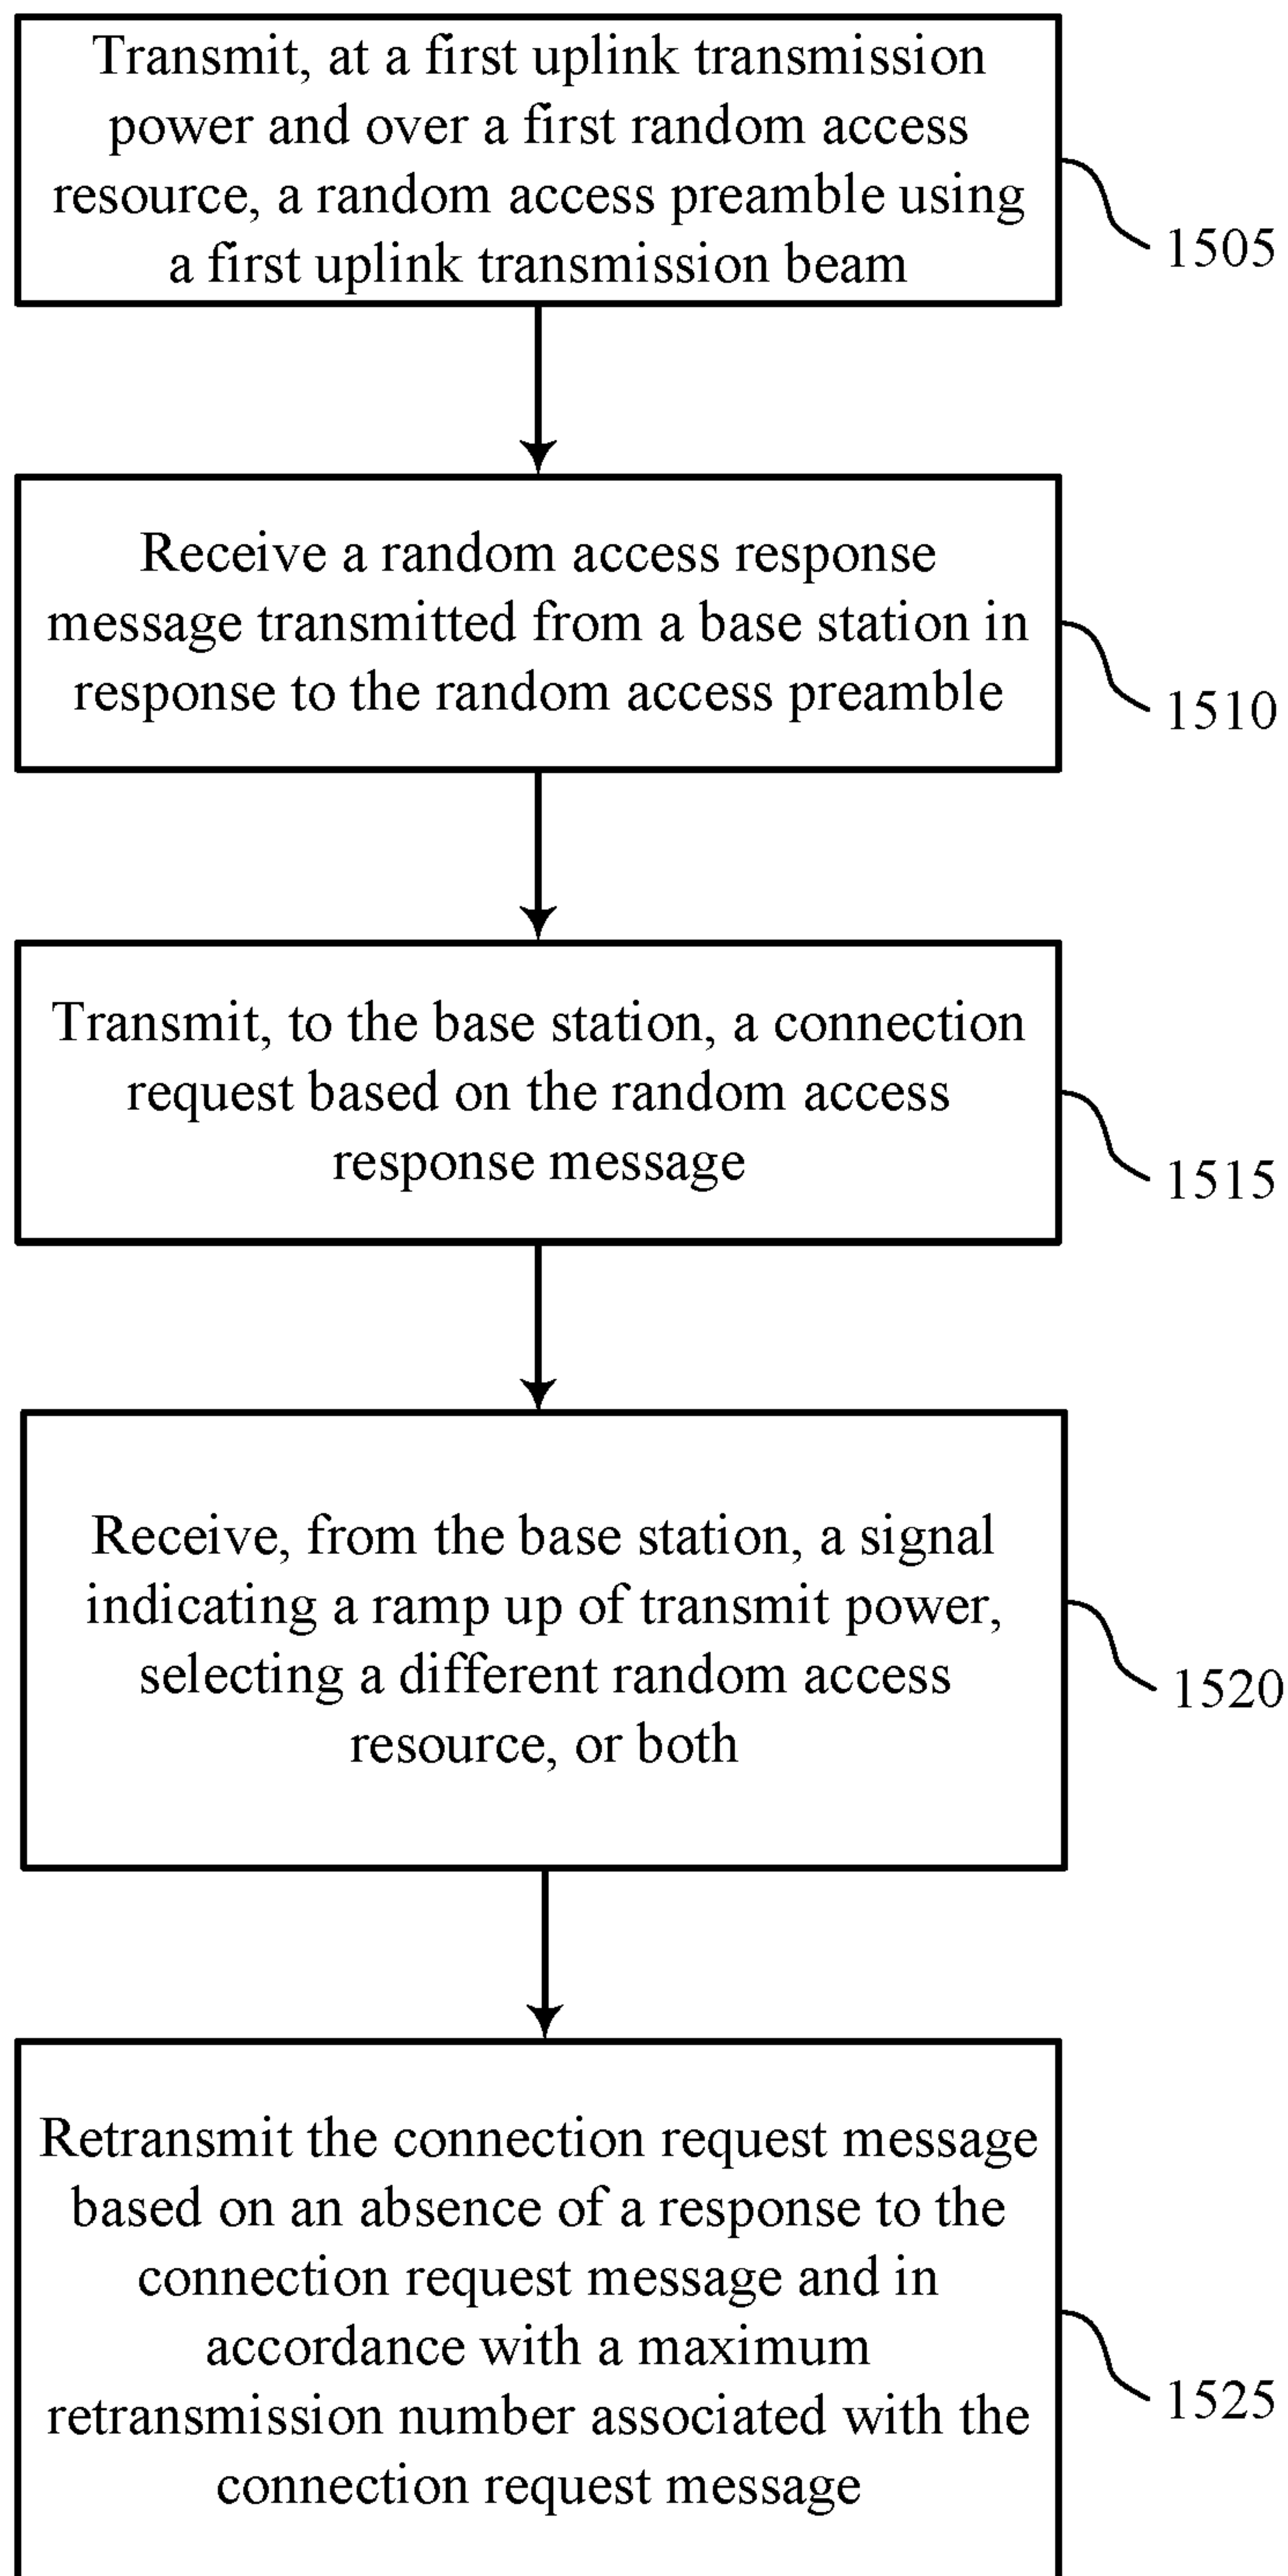 Transmit, at a first uplink transmission
power and over a first random access
resource, a random access preamble using
a first uplink transmission beam
1505
Receive a random access response
message transmitted from a base station in
response to the random access preamble
1510
Transmit, to the base station, a connection
request based on the random access
response message
1515
Receive, from the base station, a signal
indicating a ramp up of transmit power,
selecting a different random access
resource, or both
1520
Retransmit the connection request message
based on an absence of a response to the
connection request message and in
accordance with a maximum
retransmission number associated with the
connection request message
1525